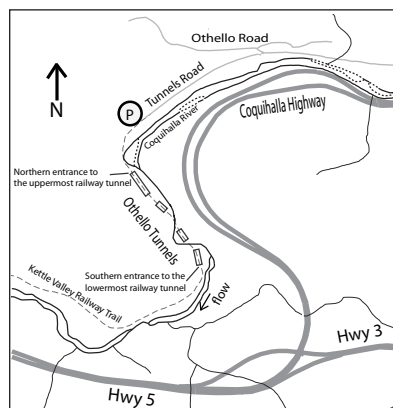 Othello Road
Tunnels Road
N
P
Coquihalla River
Coquihalla Highway
Northern entrance to
the uppermost railway tunnel
Othello Tunnels
Kettle Valley Railway Trail
Southern entrance to the
lowermost railway tunnel
flow
Hwy 3
Hwy 5